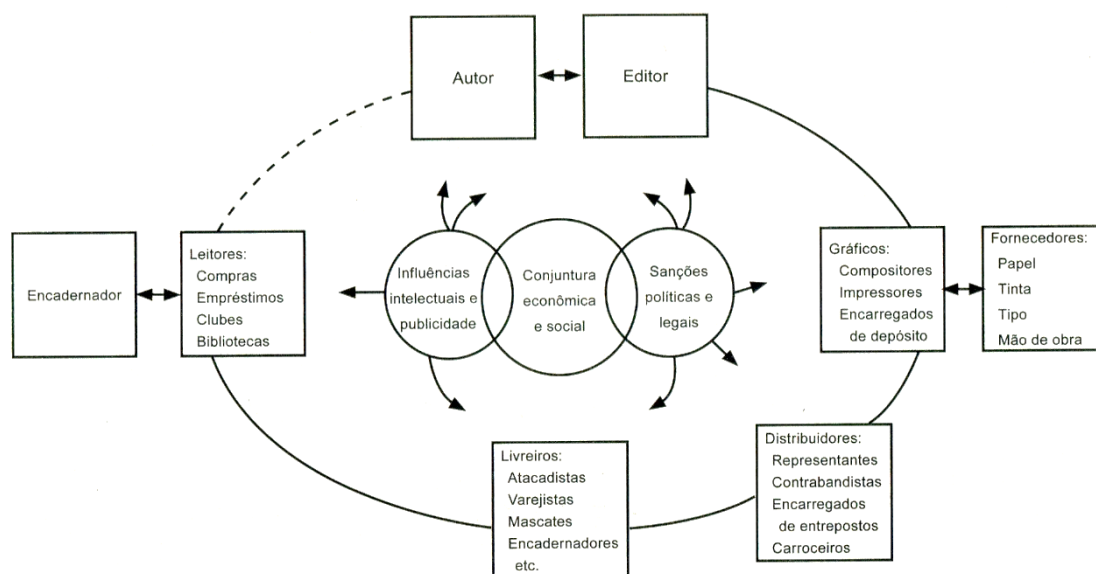 Autor
Editor
Encadernador
Leitores:
Compras
Empréstimos
Clubes
Bibliotecas
Influências
intelectuais e
publicidade
Conjuntura
econômica
e social
Sanções
políticas e
legais
Gráficos:
Compositores
Impressores
Encarregados
de depósito
Fornecedores:
Papel
Tinta
Tipo
Mão de obra
Livreiros:
Atacadistas
Varejistas
Mascates
Encadernadores
etc.
Distribuidores:
Representantes
Contrabandistas
Encarregados
de entrepostos
Carroceiros